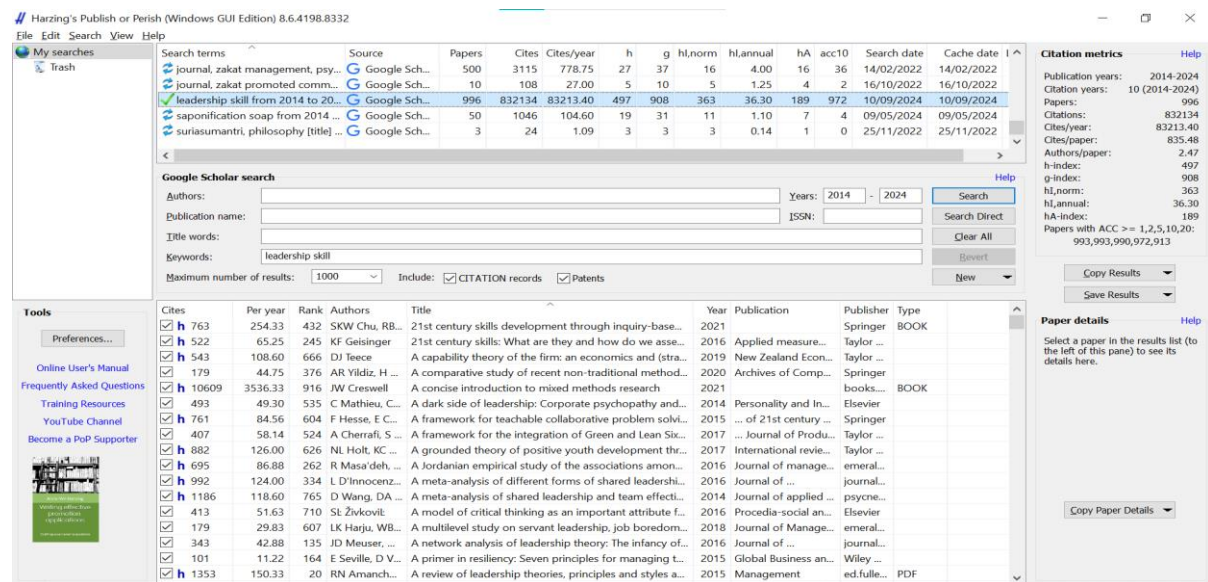 Harzing's Publish or Perish (Windows GUI Edition) 8.6.4198.8332
File Edit Search View Help
My searches
Trash
Search terms Source Papers Cites Cites/year h g hI,norm hI,annual hA acc10 Search date Cache date
journal, zakat management, psy... Google Sch... 500 3115 778.75 27 37 16 4.00 16 36 14/02/2022 14/02/2022
journal, zakat promoted comm... Google Sch... 10 108 27.00 5 10 5 1.25 4 2 16/10/2022 16/10/2022
leadership skill from 2014 to 20... Google Sch... 996 832134 83213.40 497 908 363 36.30 189 972 10/09/2024 10/09/2024
saponification soap from 2014 ... Google Sch... 50 1046 104.60 19 31 11 1.10 7 4 09/05/2024 09/05/2024
suriasumantri, philosophy [title] ... Google Sch... 3 24 1.09 3 3 3 0.14 1 0 25/11/2022 25/11/2022
Google Scholar search Help
Authors: Years: 2014 - 2024 Search
Publication name: ISSN: Search Direct
Title words: Clear All
Keywords: leadership skill Revert
Maximum number of results: 1000 Include: CITATION records Patents New
Cites Per year Rank Authors Title Year Publication Publisher Type
h 763 254.33 432 SKW Chu, RB... 21st century skills development through inquiry-base... 2021 Springer BOOK
h 522 65.25 245 KF Geisinger 21st century skills: What are they and how do we asse... 2016 Applied measure... Taylor ...
h 543 108.60 666 DJ Teece A capability theory of the firm: an economics and (stra... 2019 New Zealand Econ... Taylor ...
179 44.75 376 AR Yildiz, H ... A comparative study of recent non-traditional method... 2020 Archives of Comp... Springer
h 10609 3536.33 916 JW Creswell A concise introduction to mixed methods research 2021 books.... BOOK
493 49.30 535 C Mathieu, C... A dark side of leadership: Corporate psychopathy and... 2014 Personality and In... Elsevier
h 761 84.56 604 F Hesse, E C... A framework for teachable collaborative problem solvi... 2015 ... of 21st century ... Springer
407 58.14 524 A Cherrafi, S ... A framework for the integration of Green and Lean Six... 2017 ... Journal of Produ... Taylor ...
h 882 126.00 626 NL Holt, KC ... A grounded theory of positive youth development thr... 2017 International revie... Taylor ...
h 695 86.88 262 R Masa'deh, ... A Jordanian empirical study of the associations amon... 2016 Journal of manage... emeral...
h 992 124.00 334 L D'Innocenz... A meta-analysis of different forms of shared leadershi... 2016 Journal of ... journal...
h 1186 118.60 765 D Wang, DA ... A meta-analysis of shared leadership and team effecti... 2014 Journal of applied ... psycne...
413 51.63 710 A model of critical thinking as an important attribute f... 2016 Procedia-social an... Elsevier
179 29.83 607 LK Harju, WB... A multilevel study on servant leadership, job boredom... 2018 Journal of Manage... emeral...
343 42.88 135 JD Meuser, ... A network analysis of leadership theory: The infancy of... 2016 Journal of ... journal...
101 11.22 164 E Seville, D V... A primer in resiliency: Seven principles for managing t... 2015 Global Business an... Wiley ...
h 1353 150.33 20 RN Amanch... A review of leadership theories, principles and styles a... 2015 Management ed.fulle... PDF
Tools
Preferences...
Online User's Manual
Frequently Asked Questions
Training Resources
YouTube Channel
Become a PoP Supporter
Writing effective
promotion
applications
Citation metrics Help
Publication years: 2014-2024
Citation years: 10 (2014-2024)
Papers: 996
Citations: 832134
Cites/year: 83213.40
Cites/paper: 835.48
Authors/paper: 2.47
h-index: 497
g-index: 908
hI,norm: 363
hI,annual: 36.30
hA-index: 189
Papers with ACC >= 1,2,5,10,20:
993,993,990,972,913
Copy Results
Save Results
Paper details Help
Select a paper in the results list (to
the left of this pane) to see its
details here.
Copy Paper Details